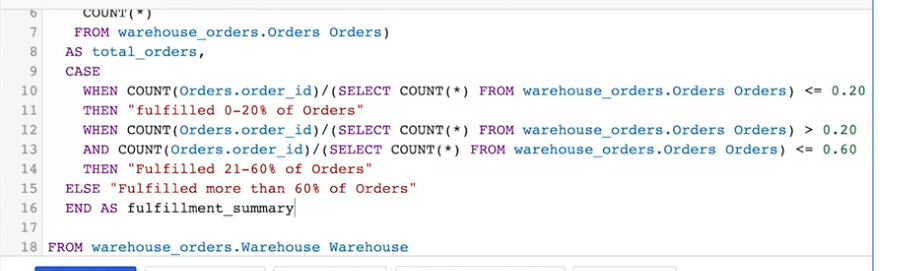 6 COUNT(*)
7 FROM warehouse_orders.Orders Orders)
8 AS total_orders,
9 CASE
10 WHEN COUNT(Orders.order_id)/(SELECT COUNT(*) FROM warehouse_orders.Orders Orders) <= 0.20
11 THEN "fulfilled 0-20% of Orders"
12 WHEN COUNT(Orders.order_id)/(SELECT COUNT(*) FROM warehouse_orders.Orders Orders) > 0.20
13 AND COUNT(Orders.order_id)/(SELECT COUNT(*) FROM warehouse_orders.Orders Orders) <= 0.60
14 THEN "Fulfilled 21-60% of Orders"
15 ELSE "Fulfilled more than 60% of Orders"
16 END AS fulfillment_summary
17
18 FROM warehouse_orders.Warehouse Warehouse